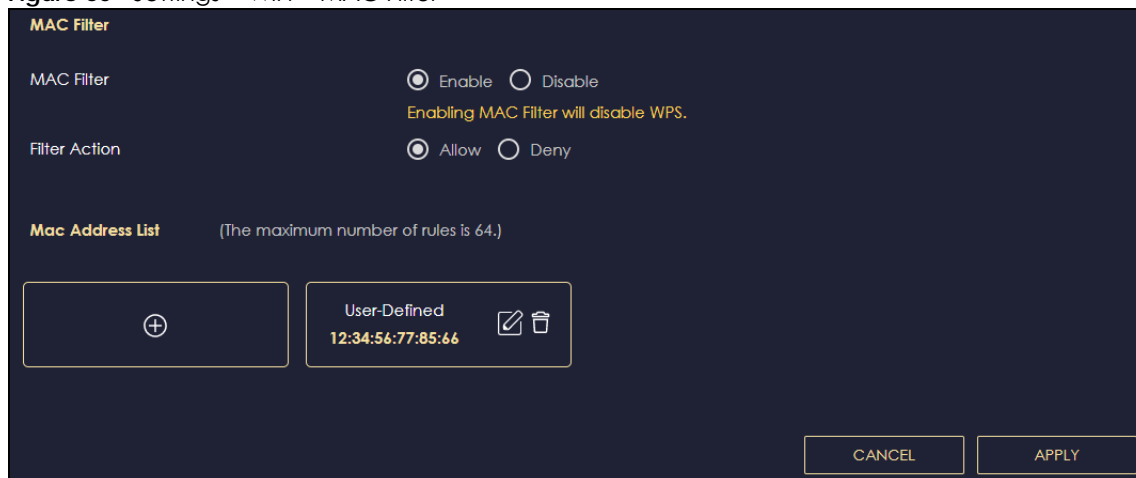 MAC Filter
MAC Filter Enable Disable
Enabling MAC Filter will disable WPS.
Filter Action Allow Deny
Mac Address List (The maximum number of rules is 64.)
User-Defined
12:34:56:77:85:66
CANCEL APPLY